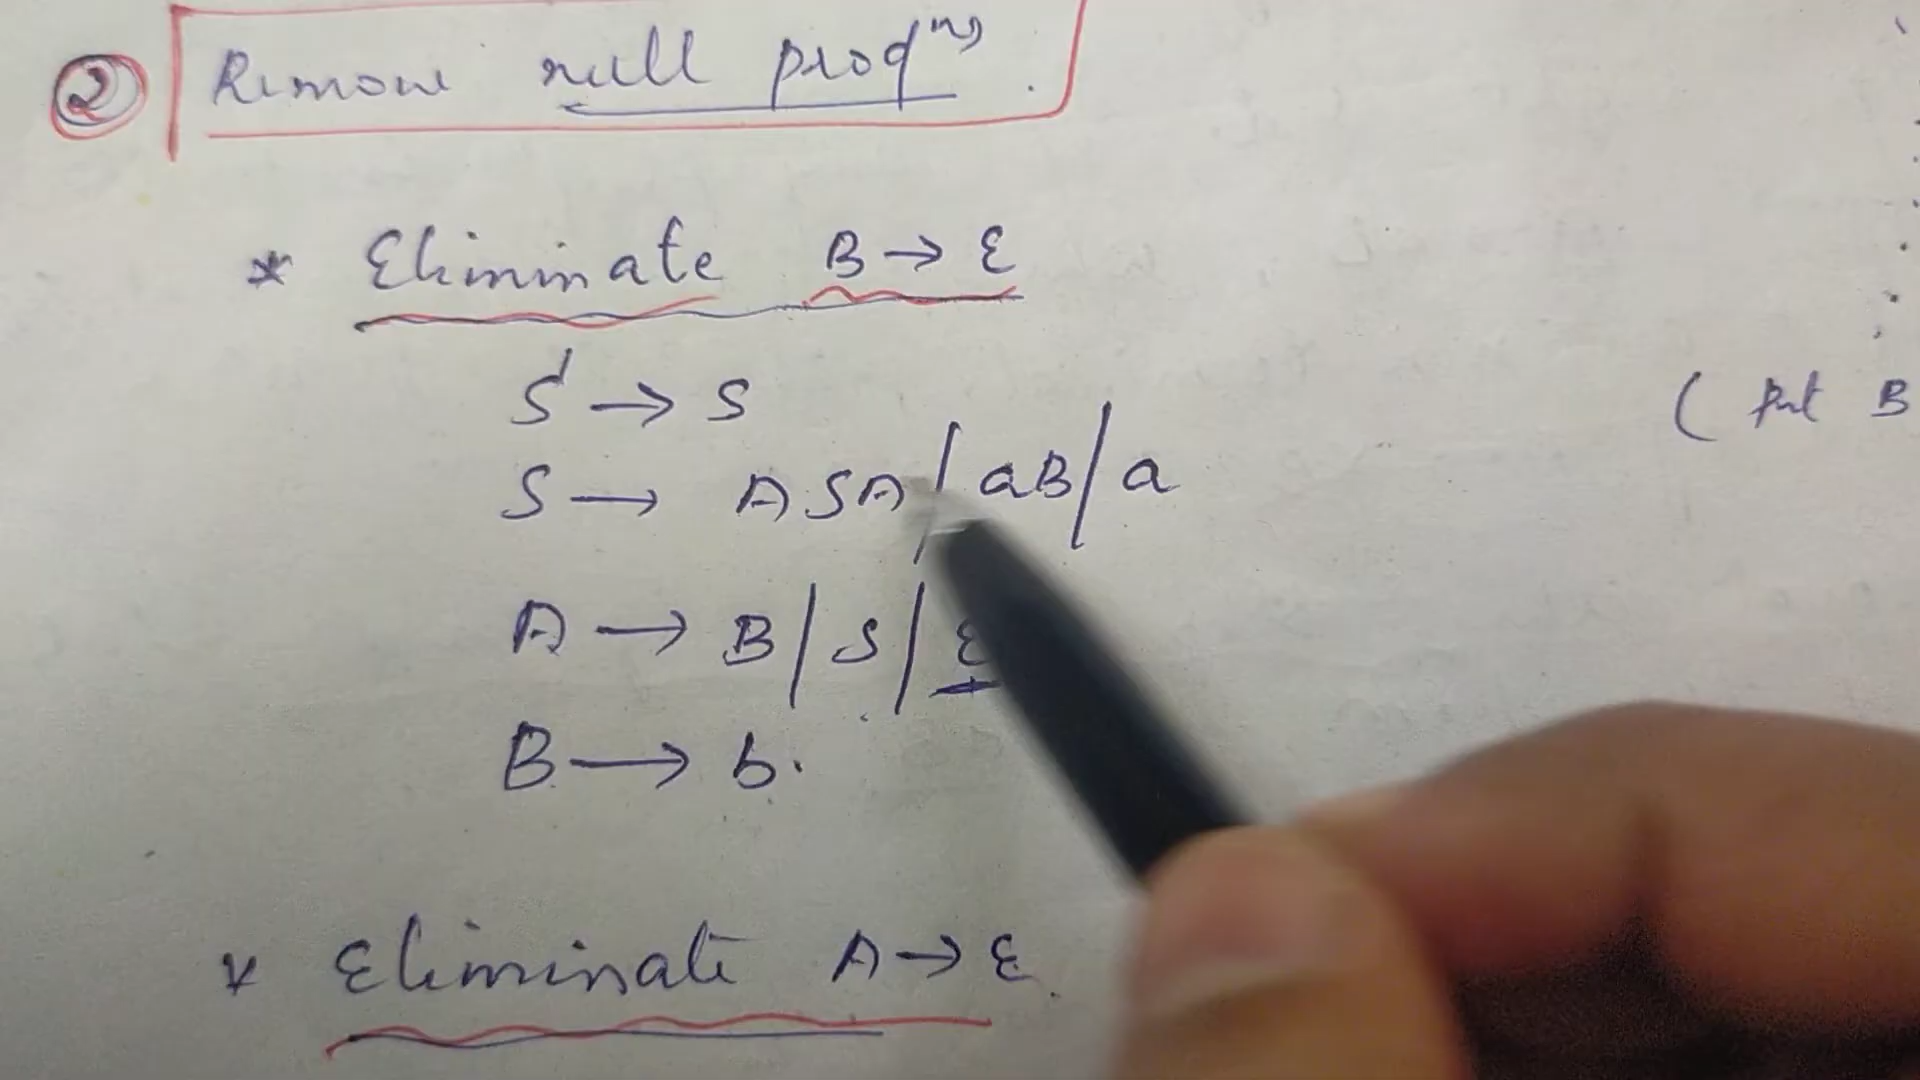 ② Remove null prodⁿˢ.
* Eliminate B → ε
S' → S
S → ASA / aB / a
( Put B
A → B / S / ε
B → b.
* Eliminate A → ε.